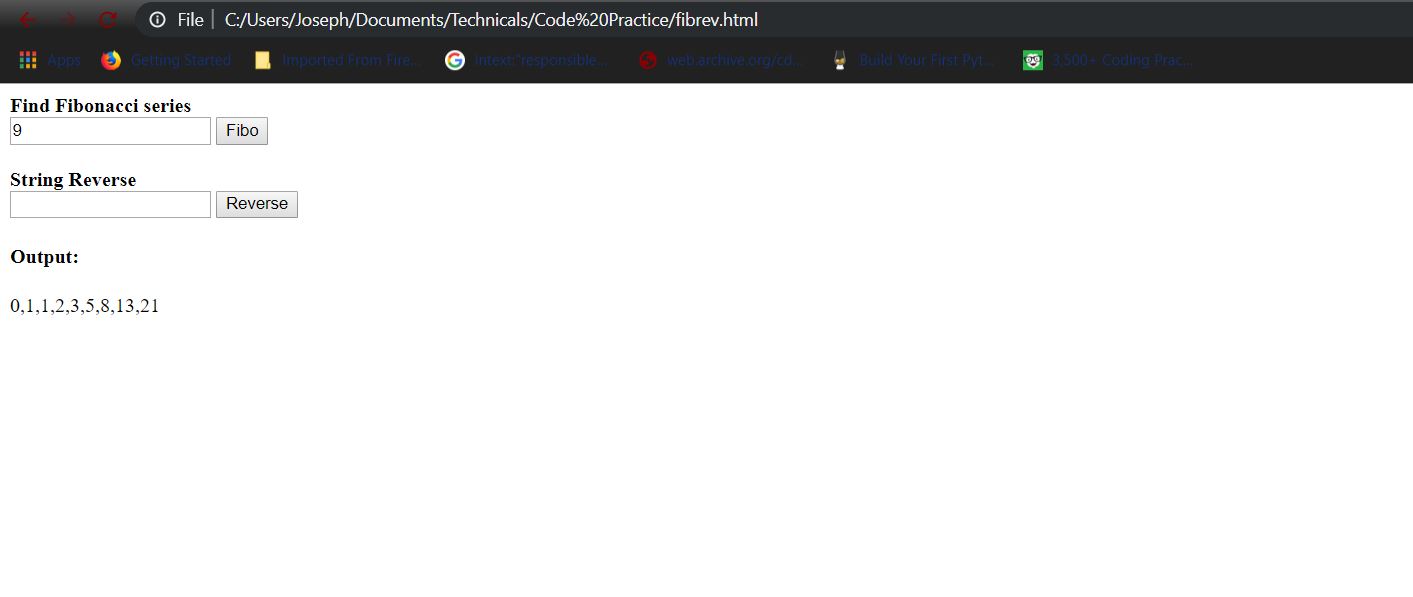 File | C:/Users/Joseph/Documents/Technicals/Code%20Practice/fibrev.html
Apps Getting Started Imported From Fire... intext:"responsible... web.archive.org/cd... Build Your First Pyt... 3,500+ Coding Prac...
Find Fibonacci series
9 Fibo
String Reverse
Reverse
Output:
0,1,1,2,3,5,8,13,21